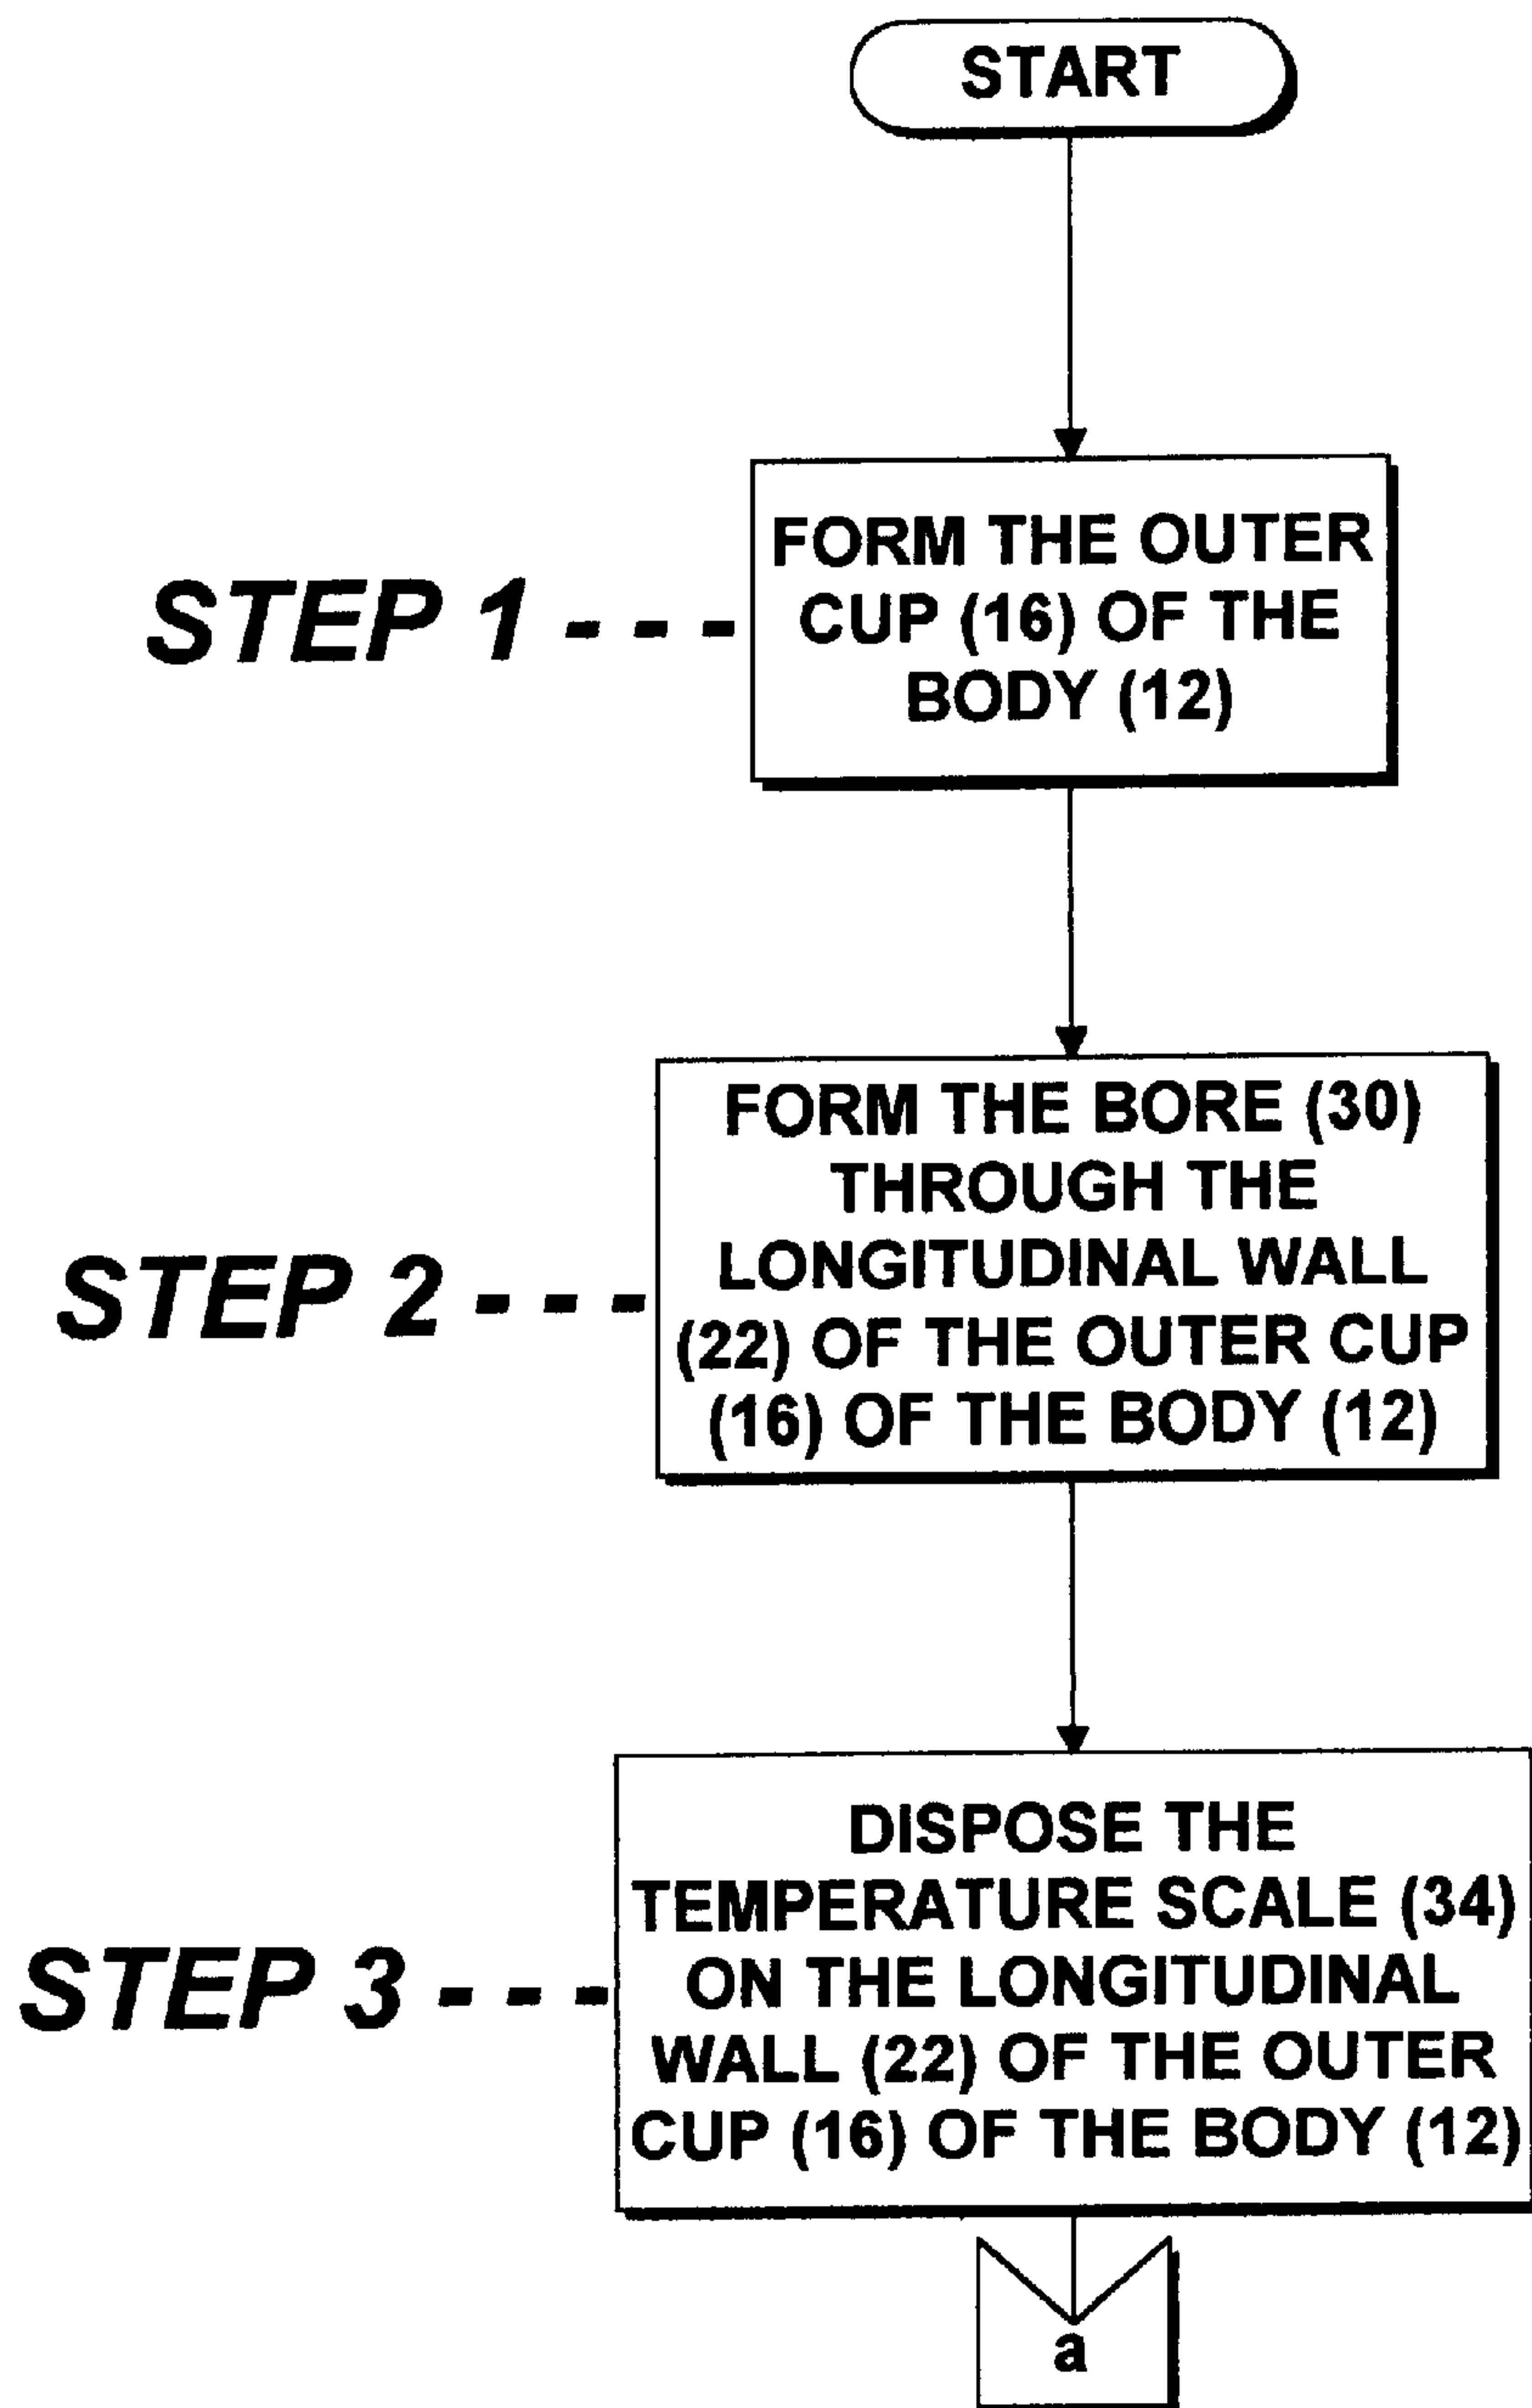 START
FORM THE OUTER
CUP (16) OF THE
BODY (12)
STEP 1 - - -
FORM THE BORE (30)
THROUGH THE
LONGITUDINAL WALL
(22) OF THE OUTER CUP
(16) OF THE BODY (12)
STEP 2 - - -
DISPOSE THE
TEMPERATURE SCALE (34)
ON THE LONGITUDINAL
WALL (22) OF THE OUTER
CUP (16) OF THE BODY (12)
STEP 3 - - -
a